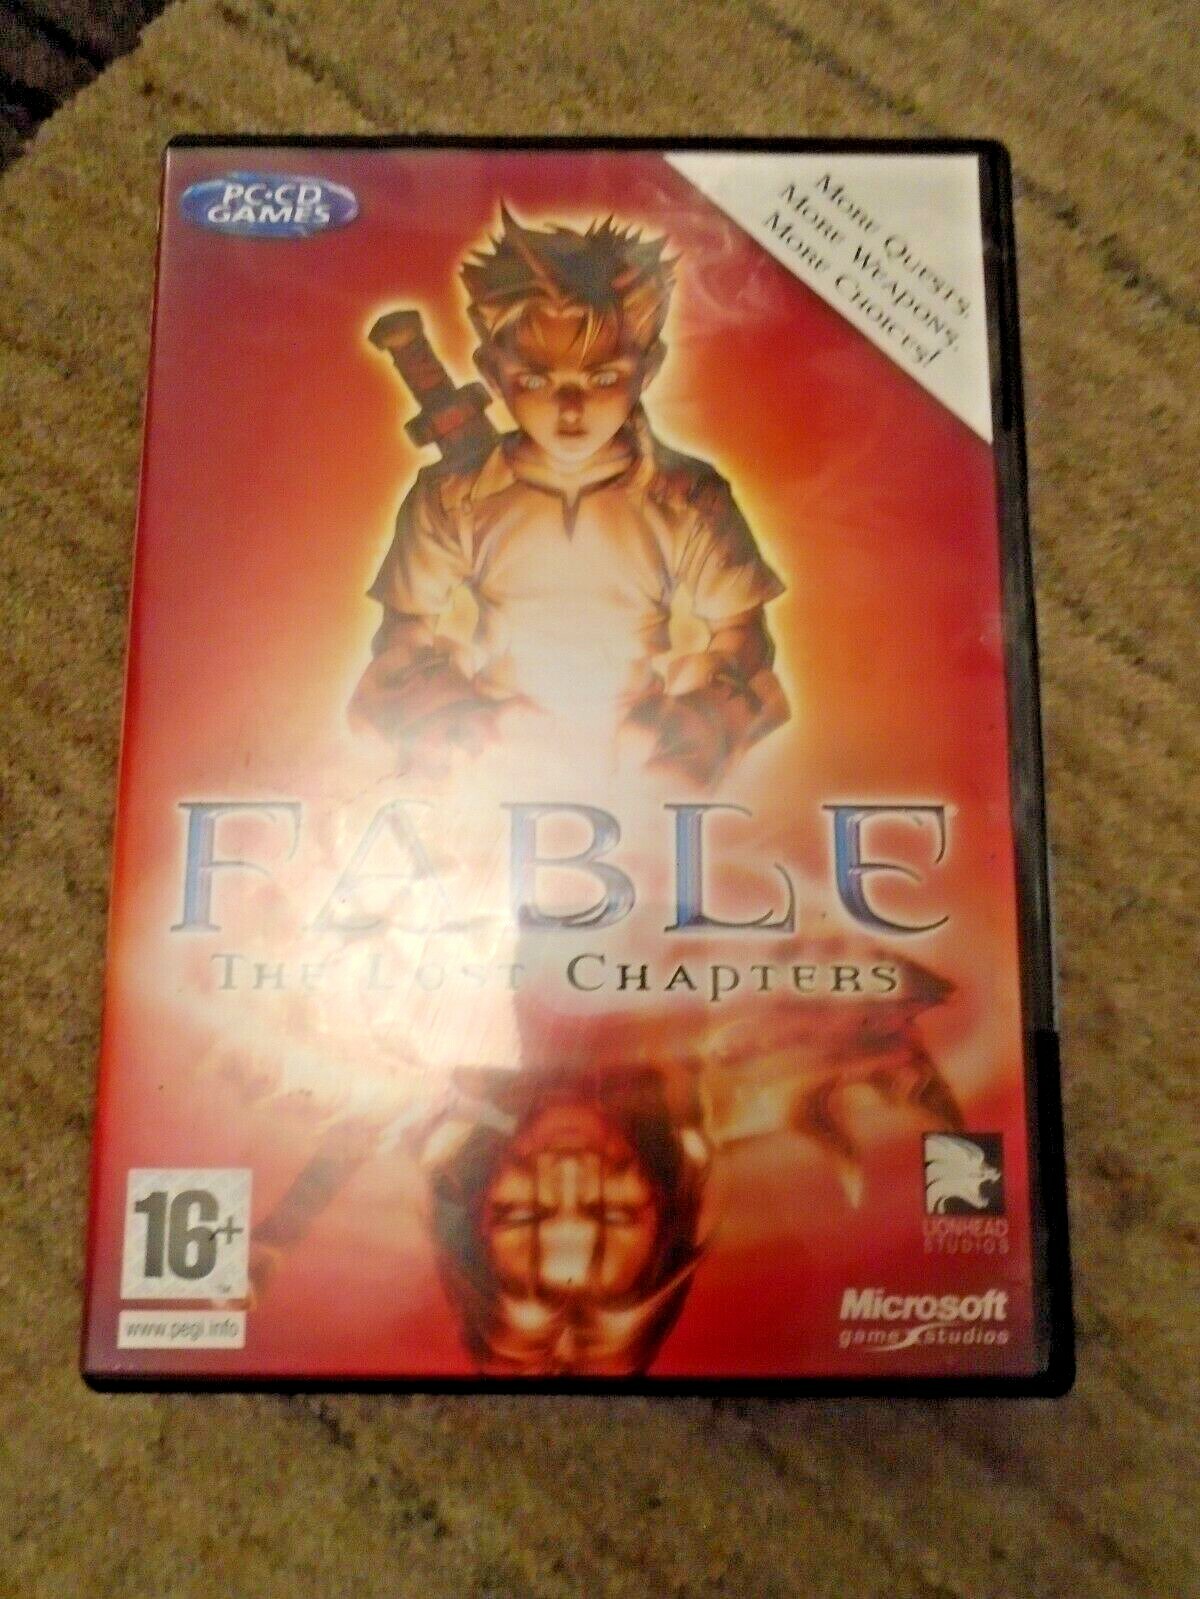 PC·CD
GAMES
MORE QUESTS,
MORE WEAPONS,
MORE CHOICES!
FABLE
THE LOST CHAPTERS
16+
™
www.pegi.info
LIONHEAD
STUDIOS
Microsoft
game studios